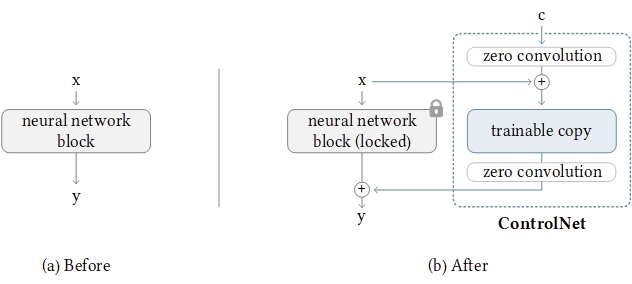 x
neural network
block
y
(a) Before
c
zero convolution
x
+
neural network
block (locked)
trainable copy
zero convolution
+
y
ControlNet
(b) After